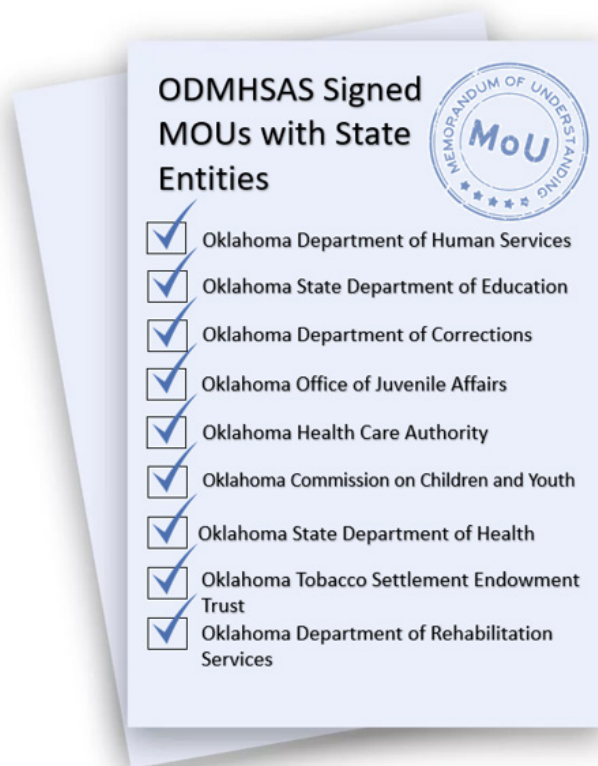 ODMHSAS Signed
MOUs with State
Entities
MEMORANDUM OF UNDERSTANDING
MoU
Oklahoma Department of Human Services
Oklahoma State Department of Education
Oklahoma Department of Corrections
Oklahoma Office of Juvenile Affairs
Oklahoma Health Care Authority
Oklahoma Commission on Children and Youth
Oklahoma State Department of Health
Oklahoma Tobacco Settlement Endowment
Trust
Oklahoma Department of Rehabilitation
Services